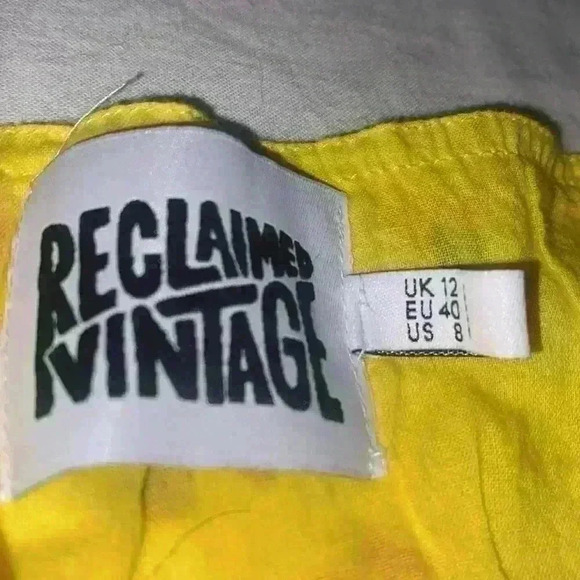 RECLAIMED
VINTAGE
UK 12
EU 40
US 8